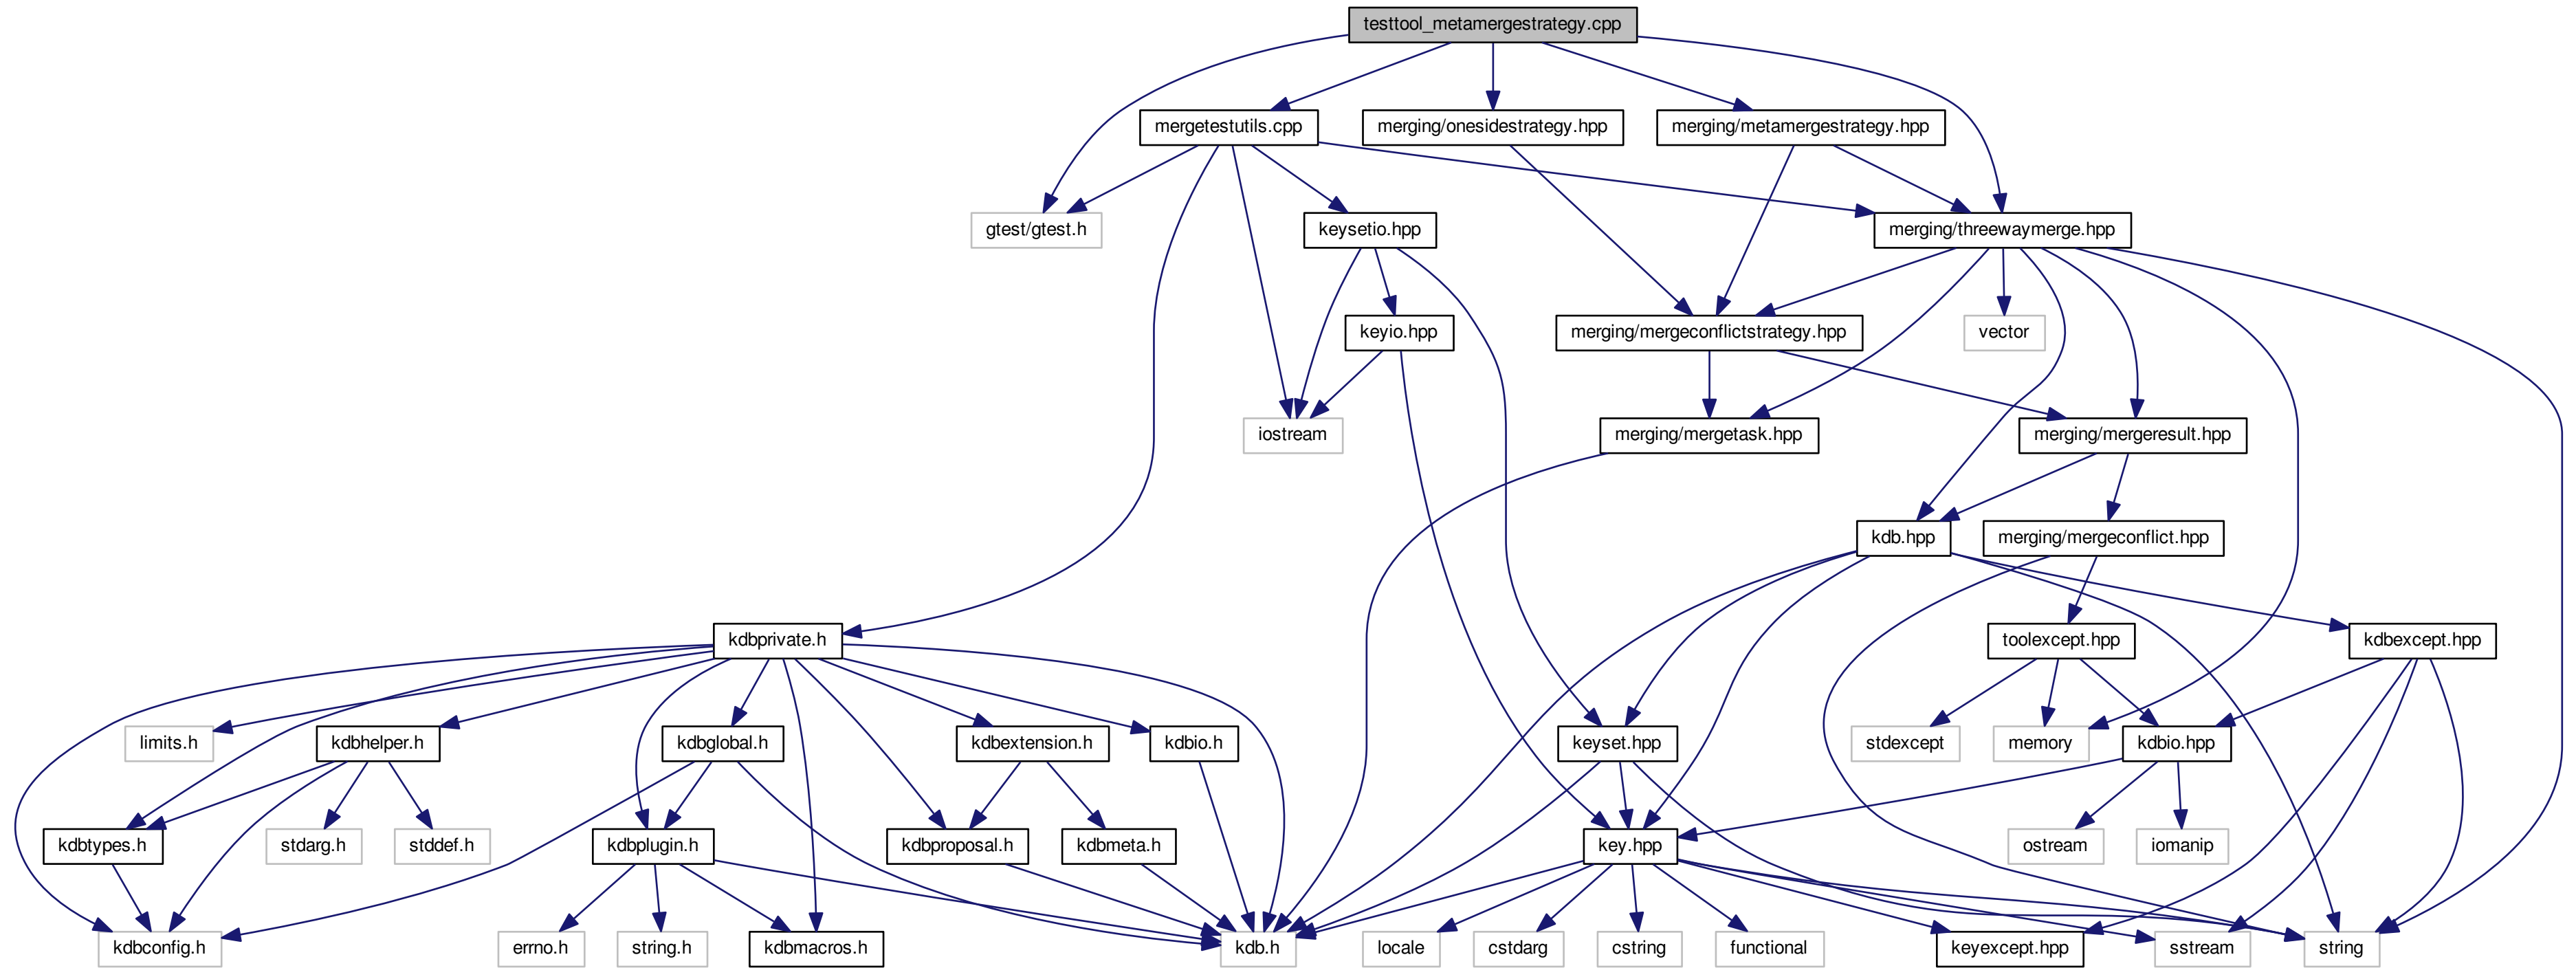 testtool_metamergestrategy.cpp
mergetestutils.cpp
merging/onesidestrategy.hpp
merging/metamergestrategy.hpp
gtest/gtest.h
keysetio.hpp
merging/threewaymerge.hpp
keyio.hpp
merging/mergeconflictstrategy.hpp
vector
iostream
merging/mergetask.hpp
merging/mergeresult.hpp
kdb.hpp
merging/mergeconflict.hpp
kdbprivate.h
toolexcept.hpp
kdbexcept.hpp
limits.h
kdbhelper.h
kdbglobal.h
kdbextension.h
kdbio.h
keyset.hpp
stdexcept
memory
kdbio.hpp
kdbtypes.h
stdarg.h
stddef.h
kdbplugin.h
kdbproposal.h
kdbmeta.h
key.hpp
ostream
iomanip
kdbconfig.h
errno.h
string.h
kdbmacros.h
kdb.h
locale
cstdarg
cstring
functional
keyexcept.hpp
sstream
string